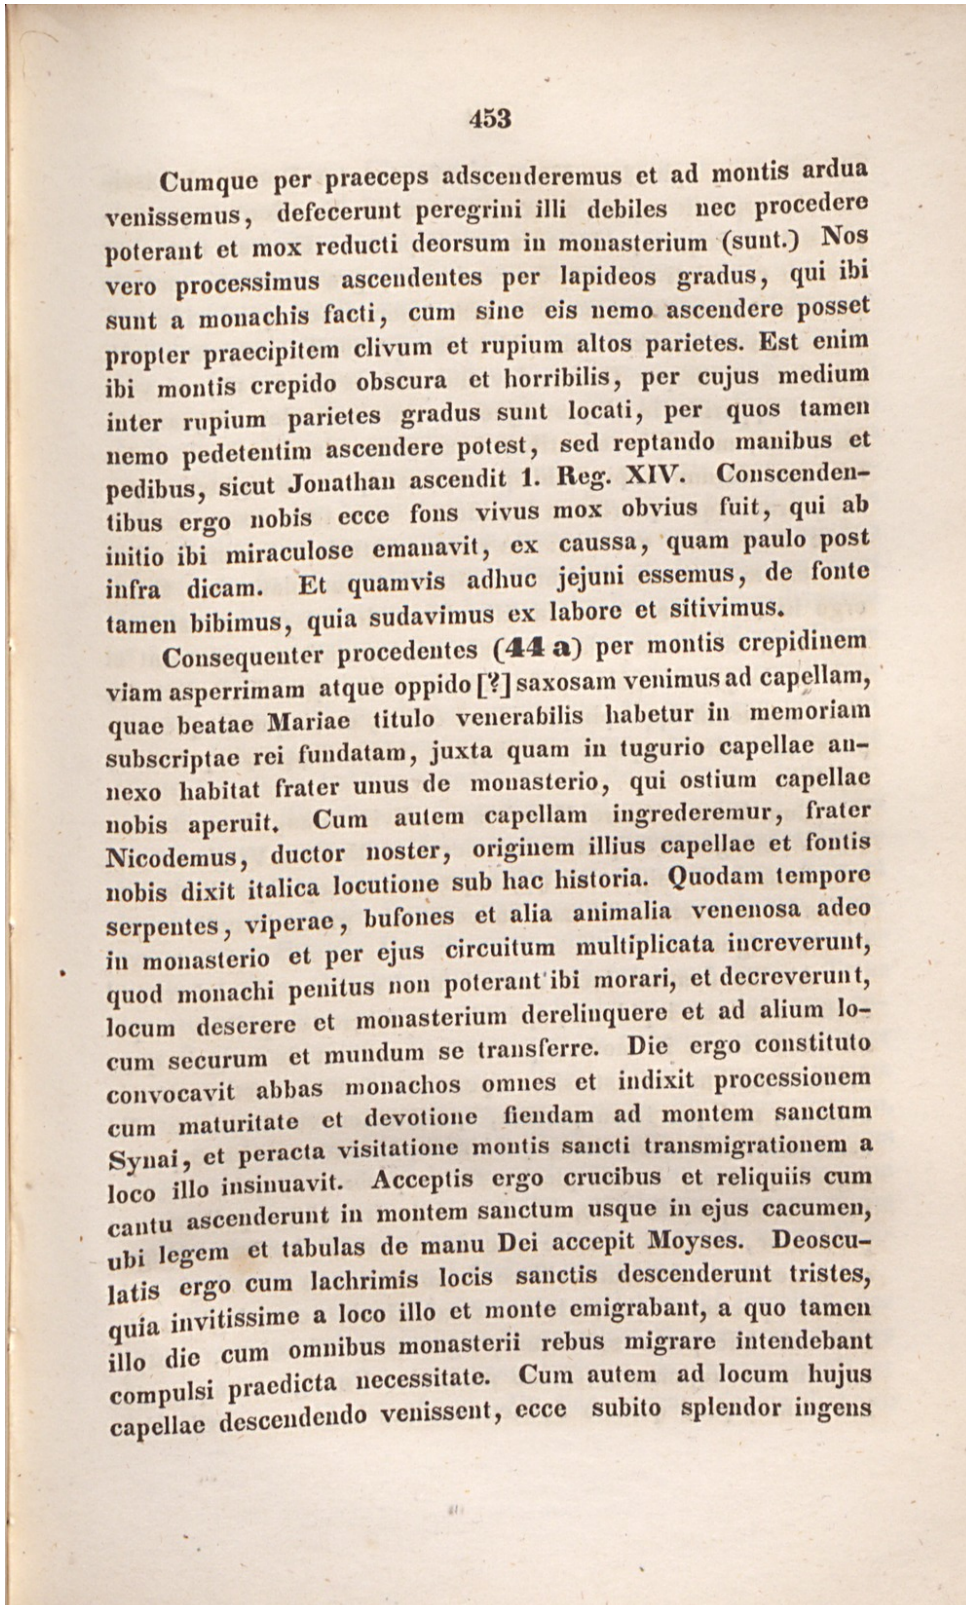 453
Cumque per praeceps adscenderemus et ad montis ardua
venissemus, defecerunt peregrini illi debiles nec procedere
poterant et mox reducti deorsum in monasterium (sunt.) Nos
vero processimus ascendentes per lapideos gradus, qui ibi
sunt a monachis facti, cum sine eis nemo ascendere posset
propter praecipitem clivum et rupium altos parietes. Est enim
ibi montis crepido obscura et horribilis, per cujus medium
inter rupium parietes gradus sunt locati, per quos tamen
nemo pedetentim ascendere potest, sed reptando manibus et
pedibus, sicut Jonathan ascendit 1. Reg. XIV. Conscenden-
tibus ergo nobis ecce fons vivus mox obvius fuit, qui ab
initio ibi miraculose emanavit, ex caussa, quam paulo post
infra dicam. Et quamvis adhuc jejuni essemus, de fonte
tamen bibimus, quia sudavimus ex labore et sitivimus.
Consequenter procedentes (44 a) per montis crepidinem
viam asperrimam atque oppido [?] saxosam venimus ad capellam,
quae beatae Mariae titulo venerabilis habetur in memoriam
subscriptae rei fundatam, juxta quam in tugurio capellae an-
nexo habitat frater unus de monasterio, qui ostium capellae
nobis aperuit. Cum autem capellam ingrederemur, frater
Nicodemus, ductor noster, originem illius capellae et fontis
nobis dixit italica locutione sub hac historia. Quodam tempore
serpentes, viperae, bufones et alia animalia venenosa adeo
in monasterio et per ejus circuitum multiplicata increverunt,
quod monachi penitus non poterant ibi morari, et decreverunt,
locum deserere et monasterium derelinquere et ad alium lo-
cum securum et mundum se transferre. Die ergo constituto
convocavit abbas monachos omnes et indixit processionem
cum maturitate et devotione fiendam ad montem sanctum
Synai, et peracta visitatione montis sancti transmigrationem a
loco illo insinuavit. Acceptis ergo crucibus et reliquiis cum
cantu ascenderunt in montem sanctum usque in ejus cacumen,
ubi legem et tabulas de manu Dei accepit Moyses. Deoscu-
latis ergo cum lachrimis locis sanctis descenderunt tristes,
quia invitissime a loco illo et monte emigrabant, a quo tamen
illo die cum omnibus monasterii rebus migrare intendebant
compulsi praedicta necessitate. Cum autem ad locum hujus
capellae descendendo venissent, ecce subito splendor ingens